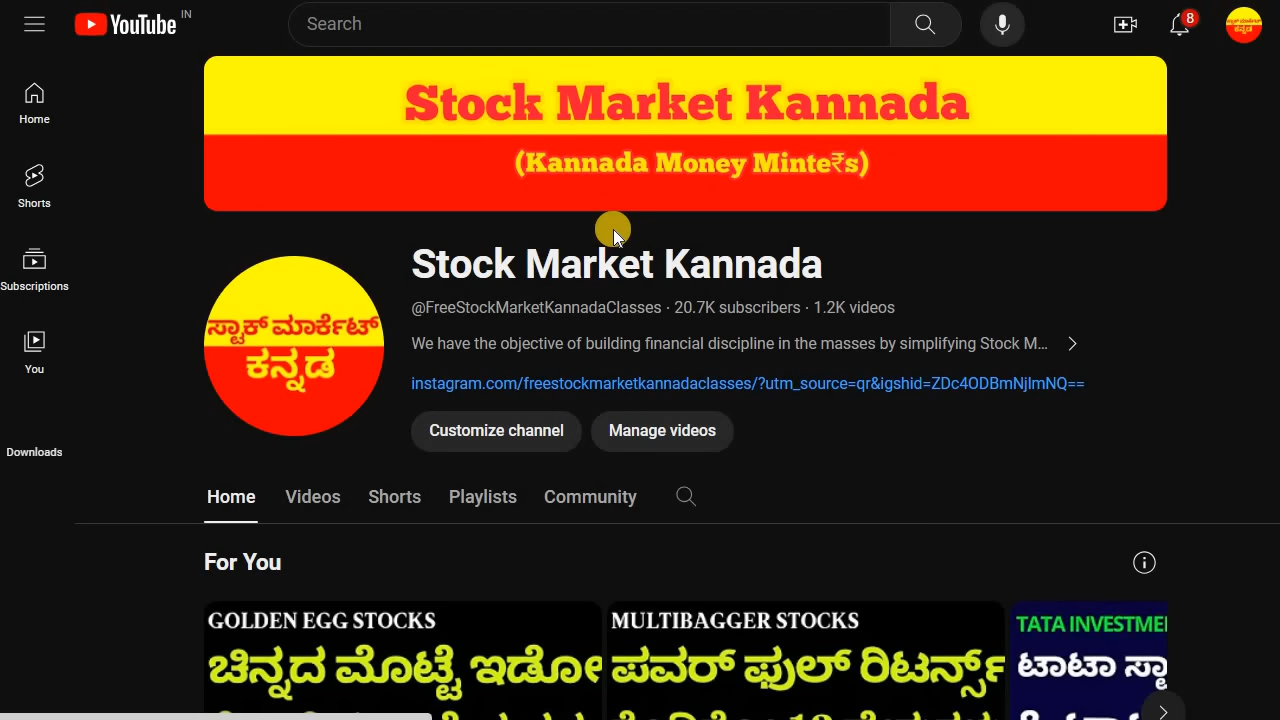 YouTube IN
Search
8
ಸ್ಟಾಕ್ ಮಾರ್ಕೆಟ್
ಕನ್ನಡ
Home
Shorts
Subscriptions
You
Downloads
Stock Market Kannada
(Kannada Money Minte₹s)
ಸ್ಟಾಕ್ ಮಾರ್ಕೆಟ್
ಕನ್ನಡ
Stock Market Kannada
@FreeStockMarketKannadaClasses · 20.7K subscribers · 1.2K videos
We have the objective of building financial discipline in the masses by simplifying Stock M...
instagram.com/freestockmarketkannadaclasses/?utm_source=qr&igshid=ZDc4ODBmNjlmNQ==
Customize channel Manage videos
Home Videos Shorts Playlists Community
For You
GOLDEN EGG STOCKS
ಚಿನ್ನದ ಮೊಟ್ಟೆ
MULTIBAGGER STOCKS
ಪವರ್ ಫುಲ್ ರಿಟರ್ನ್ಸ್
TATA
ಟಾಟಾ